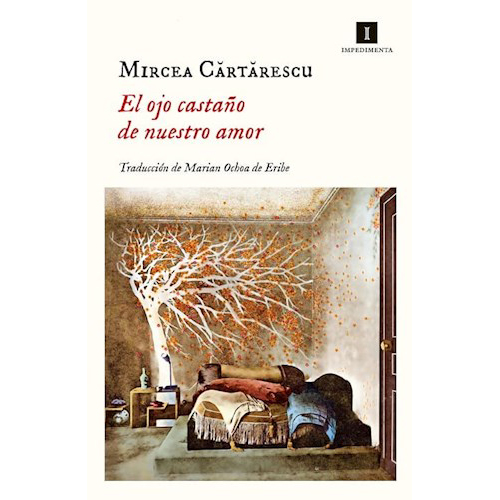 I
IMPEDIMENTA
MIRCEA CĂRTĂRESCU
El ojo castaño
de nuestro amor
Traducción de Marian Ochoa de Eribe